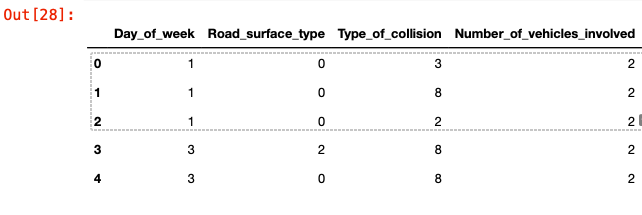 Out[28]:
Day_of_week Road_surface_type Type_of_collision Number_of_vehicles_involved
0 1 0 3 2
1 1 0 8 2
2 1 0 2 2
3 3 2 8 2
4 3 0 8 2